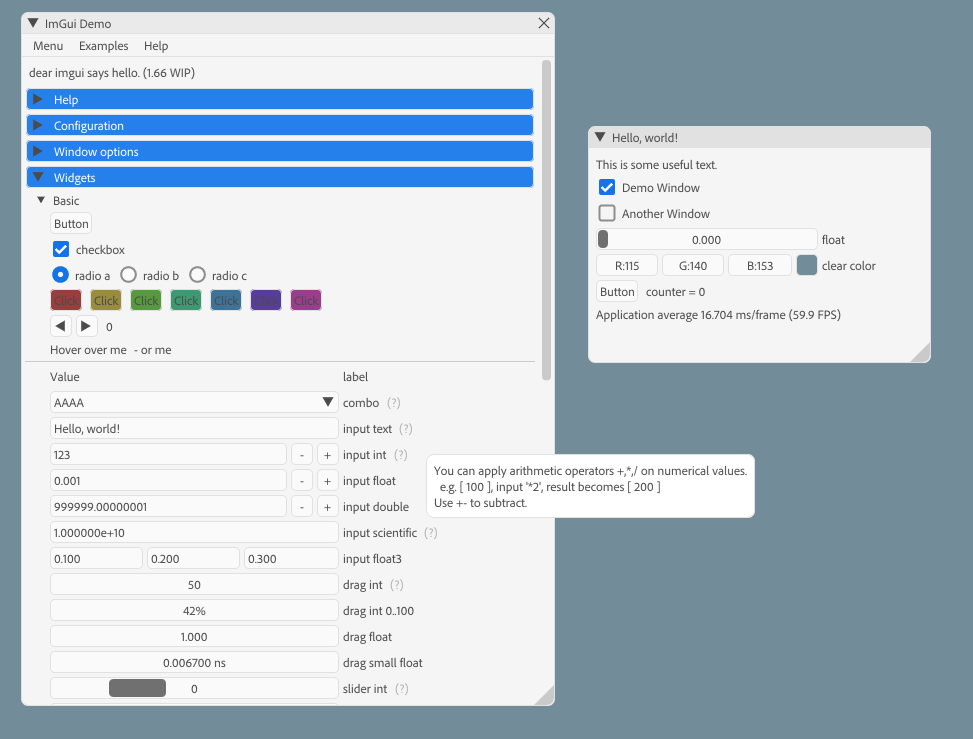 ImGui Demo
Menu Examples Help
dear imgui says hello. (1.66 WIP)
Help
Configuration
Window options
Widgets
Basic
Button
checkbox
radio a radio b radio c
Click Click Click Click Click Click Click
0
Hover over me - or me
Value label
AAAA combo (?)
Hello, world! input text (?)
123 - + input int (?)
0.001 - + input float
999999.00000001 - + input double
1.000000e+10 input scientific (?)
0.100 0.200 0.300 input float3
50 drag int (?)
42% drag int 0..100
1.000 drag float
0.006700 ns drag small float
0 slider int (?)
You can apply arithmetic operators +,*,/ on numerical values.
e.g. [ 100 ], input '*2', result becomes [ 200 ]
Use +- to subtract.
Hello, world!
This is some useful text.
Demo Window
Another Window
0.000 float
R:115 G:140 B:153 clear color
Button counter = 0
Application average 16.704 ms/frame (59.9 FPS)